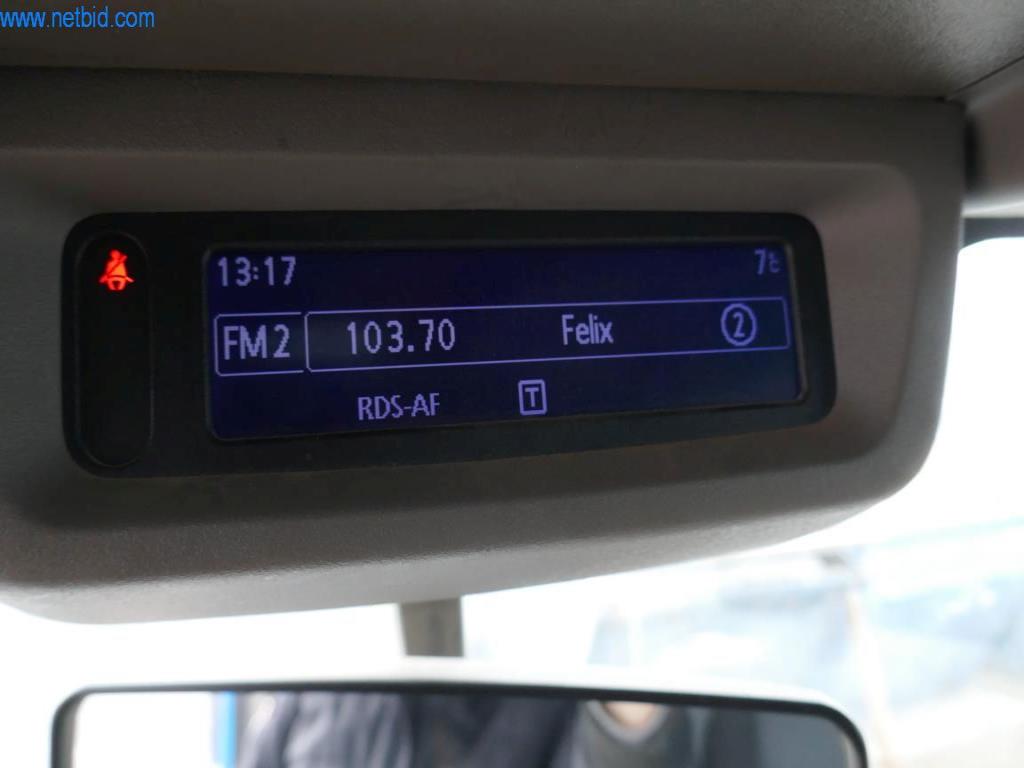 www.netbid.com
13:17 7°C
FM2 103.70 Felix 2
RDS-AF T